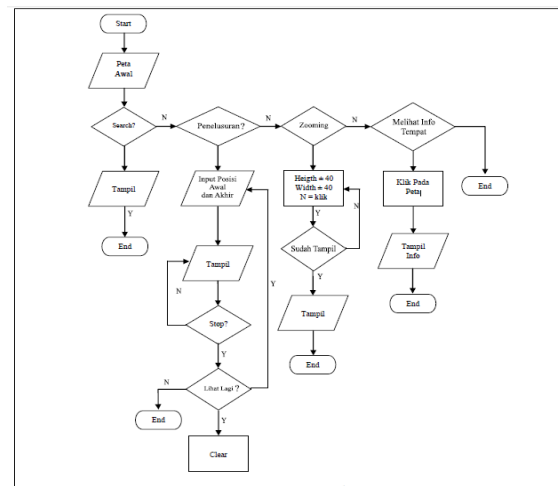 Start
Peta
Awal
Search?
N
Penelusuran?
N
Zooming
N
Melihat Info
Tempat
Tampil
Y
End
Input Posisi
Awal
dan Akhir
Tampil
N
Stop?
Y
Lihat Lagi ?
N
End
Y
Clear
Y
Heigth = 40
Width = 40
N = klik
Y
N
Sudah Tampil
Y
Tampil
End
Klik Pada
Tampil
Info
End
End